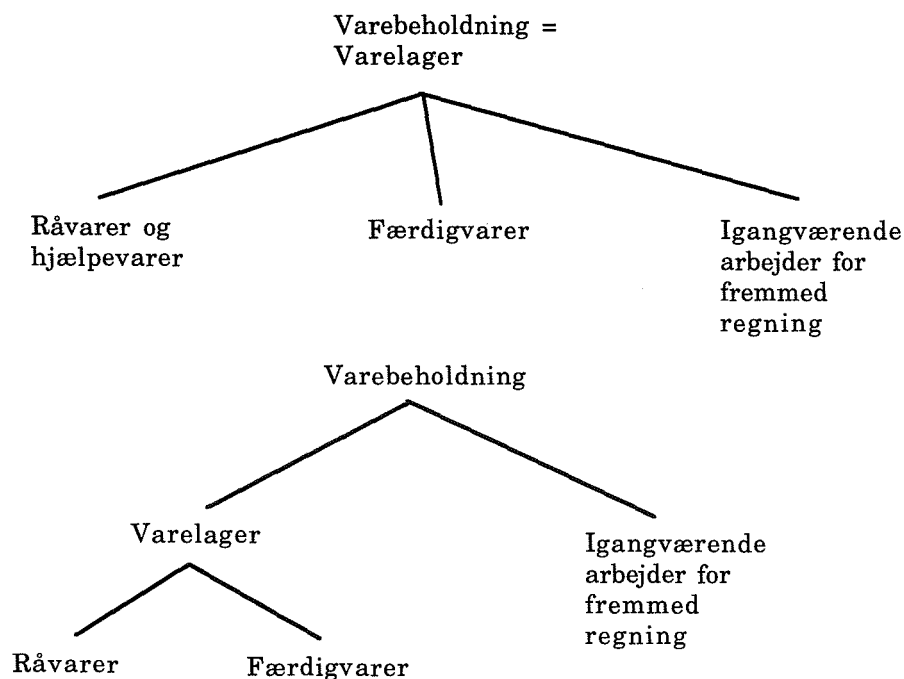 Varebeholdning =
Varelager
Råvarer og
hjælpevarer
Færdigvarer
Igangværende
arbejder for
fremmed
regning
Varebeholdning
Varelager
Igangværende
arbejder for
fremmed
regning
Råvarer
Færdigvarer